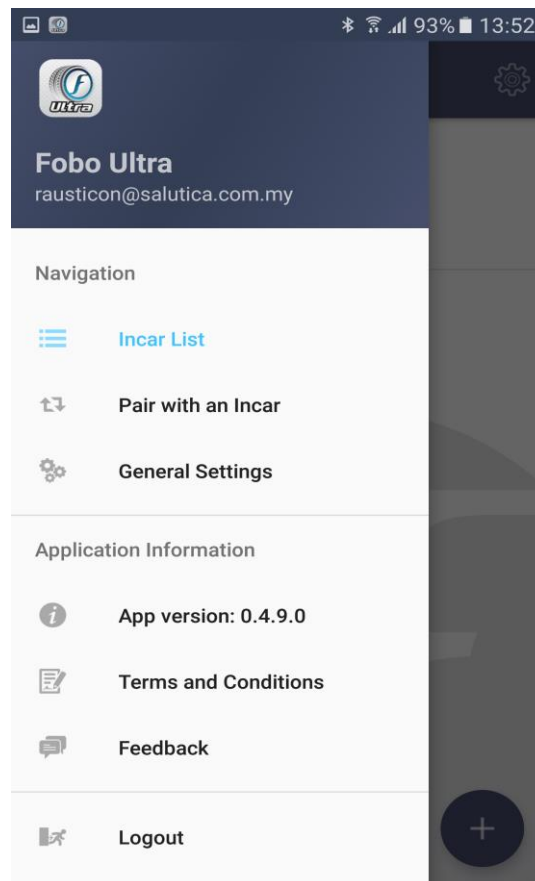 93% 13:52
Ultra
Fobo Ultra
rausticon@salutica.com.my
Navigation
Incar List
Pair with an Incar
General Settings
Application Information
App version: 0.4.9.0
Terms and Conditions
Feedback
Logout